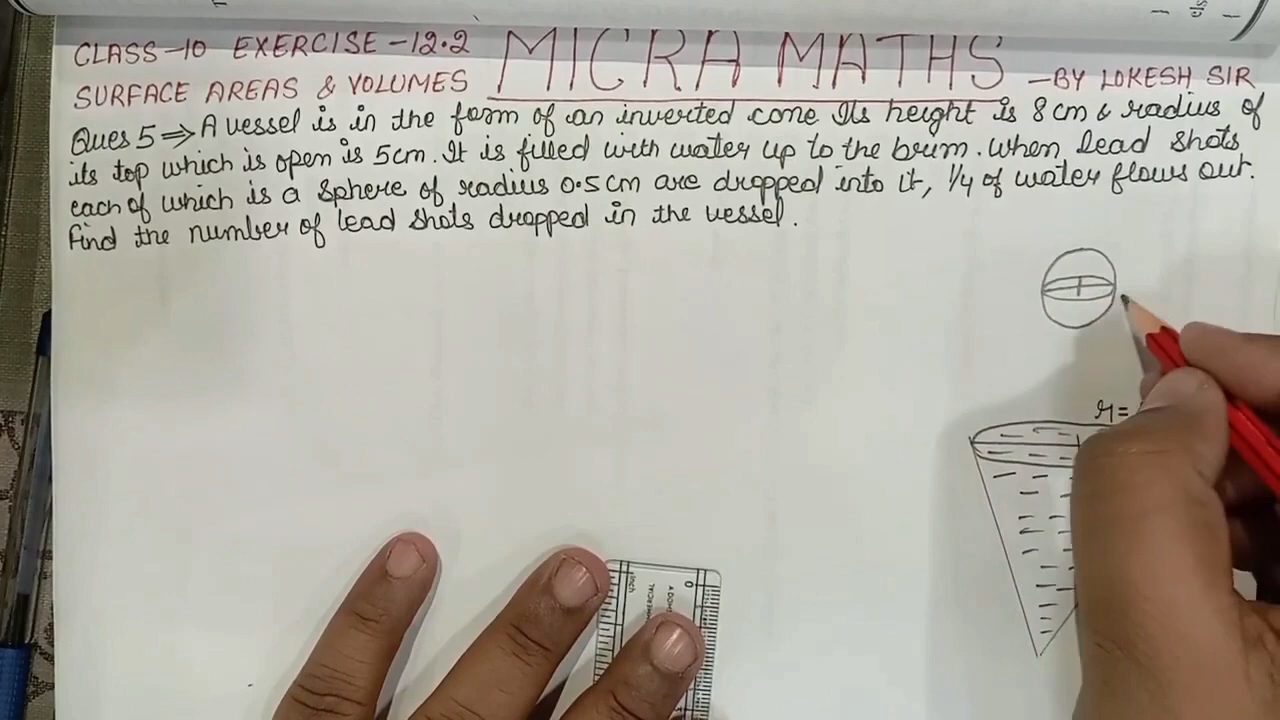 CLASS-10 EXERCISE-12.2 MICRA MATHS
SURFACE AREAS & VOLUMES -BY LOKESH SIR
Ques 5⇒ A vessel is in the form of an inverted cone Its height is 8cm & radius of
its top which is open is 5cm. It is filled with water up to the brim. When lead shots
each of which is a sphere of radius 0.5cm are dropped into it, 1/4 of water flows out.
Find the number of lead shots dropped in the vessel.
r=
0
inch